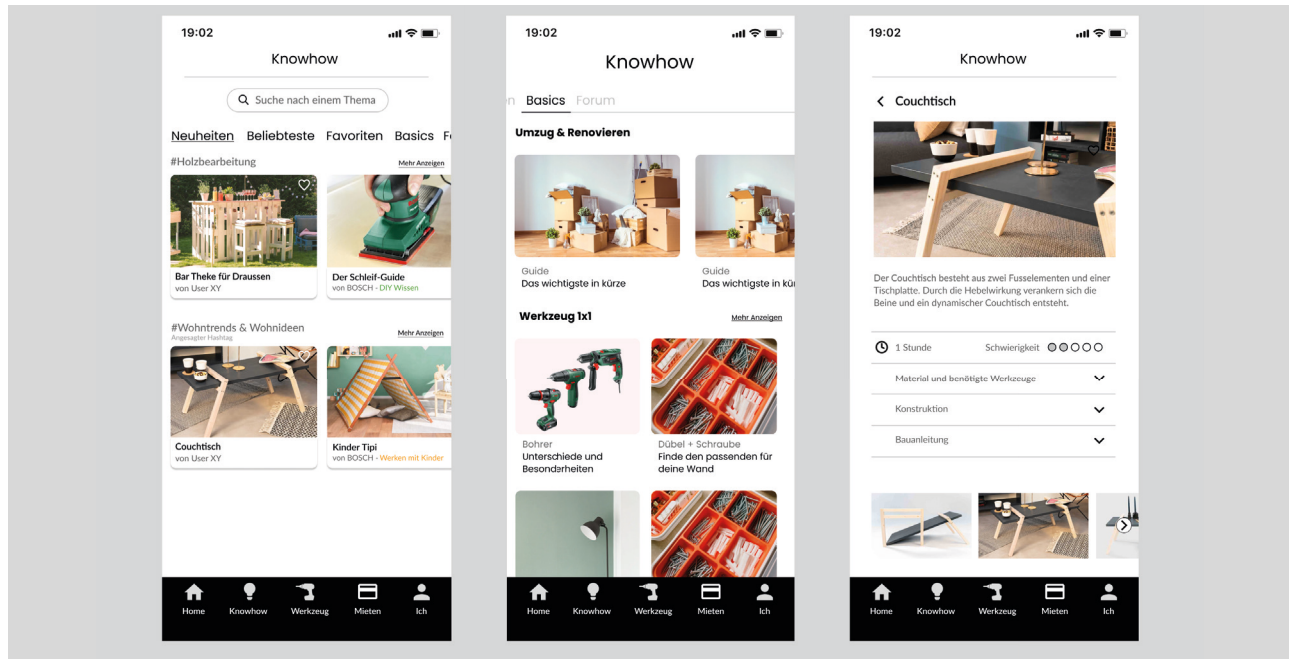 19:02
Knowhow
Suche nach einem Thema
Neuheiten Beliebteste Favoriten Basics F
#Holzbearbeitung Mehr Anzeigen
Bar Theke für Draussen
von User XY
Der Schleif-Guide
von BOSCH - DIY Wissen
#Wohntrends & Wohnideen Mehr Anzeigen
Angesagter Hashtag
Couchtisch
von User XY
Kinder Tipi
von BOSCH - Werken mit Kinder
Home Knowhow Werkzeug Mieten Ich
19:02
Knowhow
n Basics Forum
Umzug & Renovieren
Guide
Das wichtigste in kürze
Guide
Das wichtigste in kü
Werkzeug 1x1 Mehr Anzeigen
Bohrer
Unterschiede und
Besonderheiten
Dübel + Schraube
Finde den passenden für
deine Wand
Home Knowhow Werkzeug Mieten Ich
19:02
Knowhow
Couchtisch
Der Couchtisch besteht aus zwei Fusselementen und einer
Tischplatte. Durch die Hebelwirkung verankern sich die
Beine und ein dynamischer Couchtisch entsteht.
1 Stunde Schwierigkeit
Material und benötigte Werkzeuge
Konstruktion
Bauanleitung
Home Knowhow Werkzeug Mieten Ich